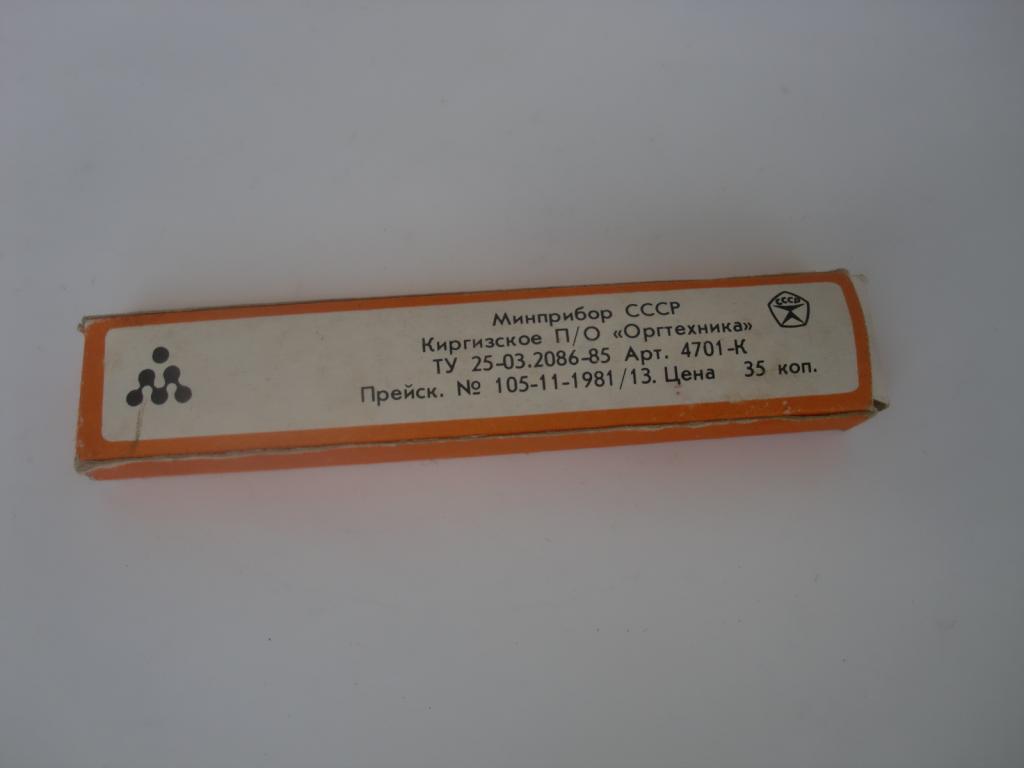 Минприбор СССР
СССР
Киргизское П/О «Оргтехника»
ТУ 25-03.2086-85 Арт. 4701-К
Прейск. № 105-11-1981/13. Цена 35 коп.